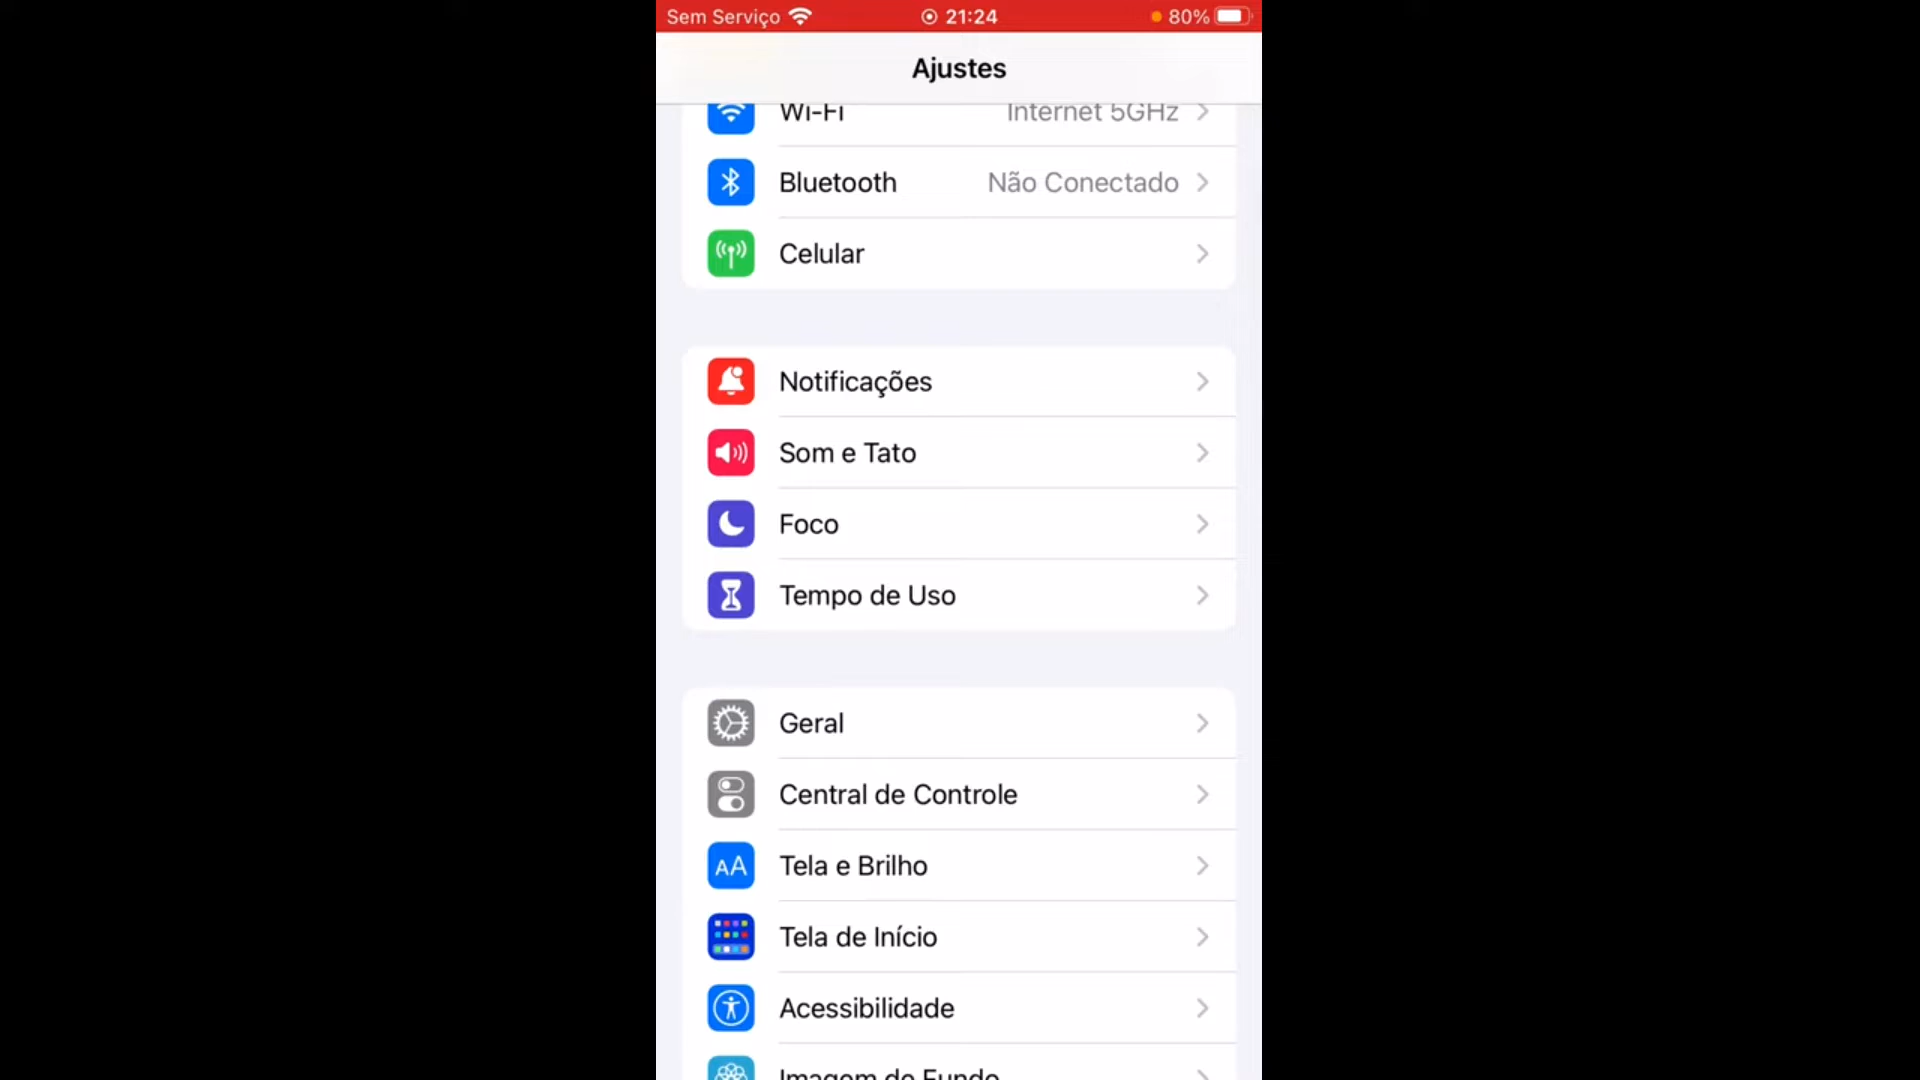 Sem Serviço 21:24 80%
Ajustes
Wi-Fi Internet 5GHz
Bluetooth Não Conectado
Celular
Notificações
Som e Tato
Foco
Tempo de Uso
Geral
Central de Controle
AA Tela e Brilho
Tela de Início
Acessibilidade
Imagem de Fundo